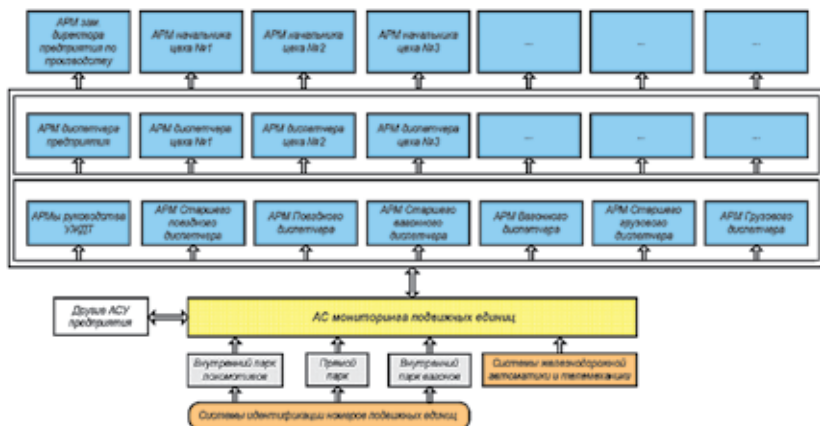 АРМ зам.
директора
предприятия по
производству
АРМ начальника
цеха №1
АРМ начальника
цеха №2
АРМ начальника
цеха №3
...
...
...
АРМ диспетчера
предприятия
АРМ диспетчера
цеха №1
АРМ диспетчера
цеха №2
АРМ диспетчера
цеха №3
...
...
...
АРМы руководства
УЖДТ
АРМ Старшего
поездного
диспетчера
АРМ Поездного
диспетчера
АРМ Старшего
вагонного
диспетчера
АРМ Вагонного
диспетчера
АРМ Старшего
грузового
диспетчера
АРМ Грузового
диспетчера
Другие АСУ
предприятия
АС мониторинга подвижных единиц
Внутренний парк
локомотивов
Прямой
парк
Внутренний
парк вагонов
Системы железнодорожной
автоматики и телемеханики
Системы идентификации номеров подвижных единиц